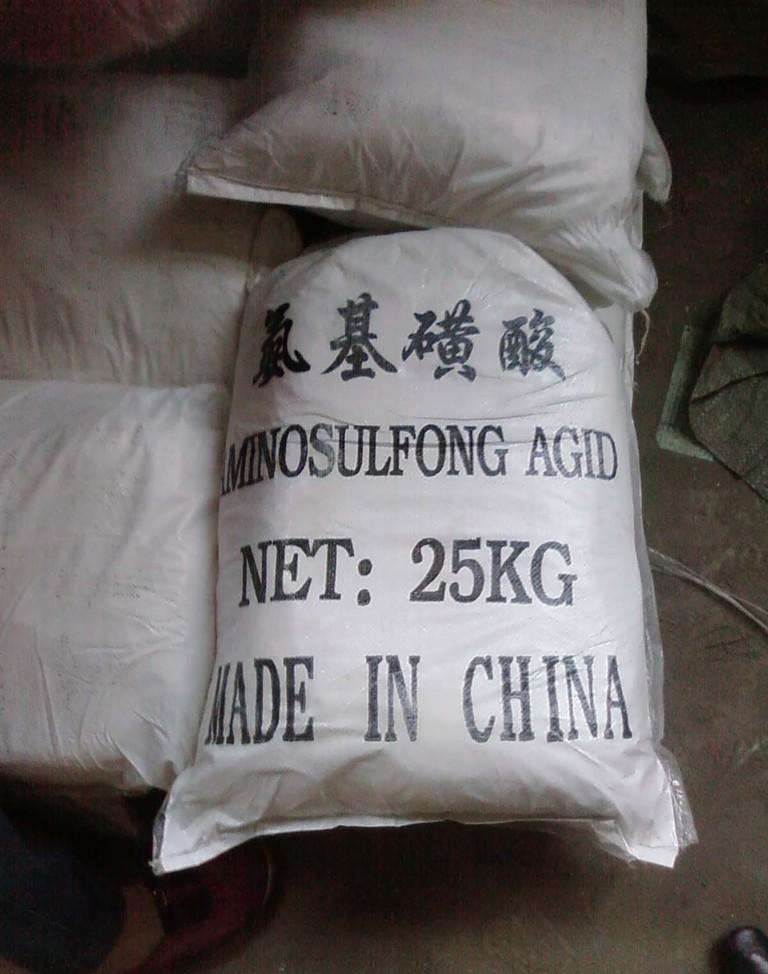 氨基磺酸
AMINOSULFONG AGID
NET: 25KG
MADE IN CHINA